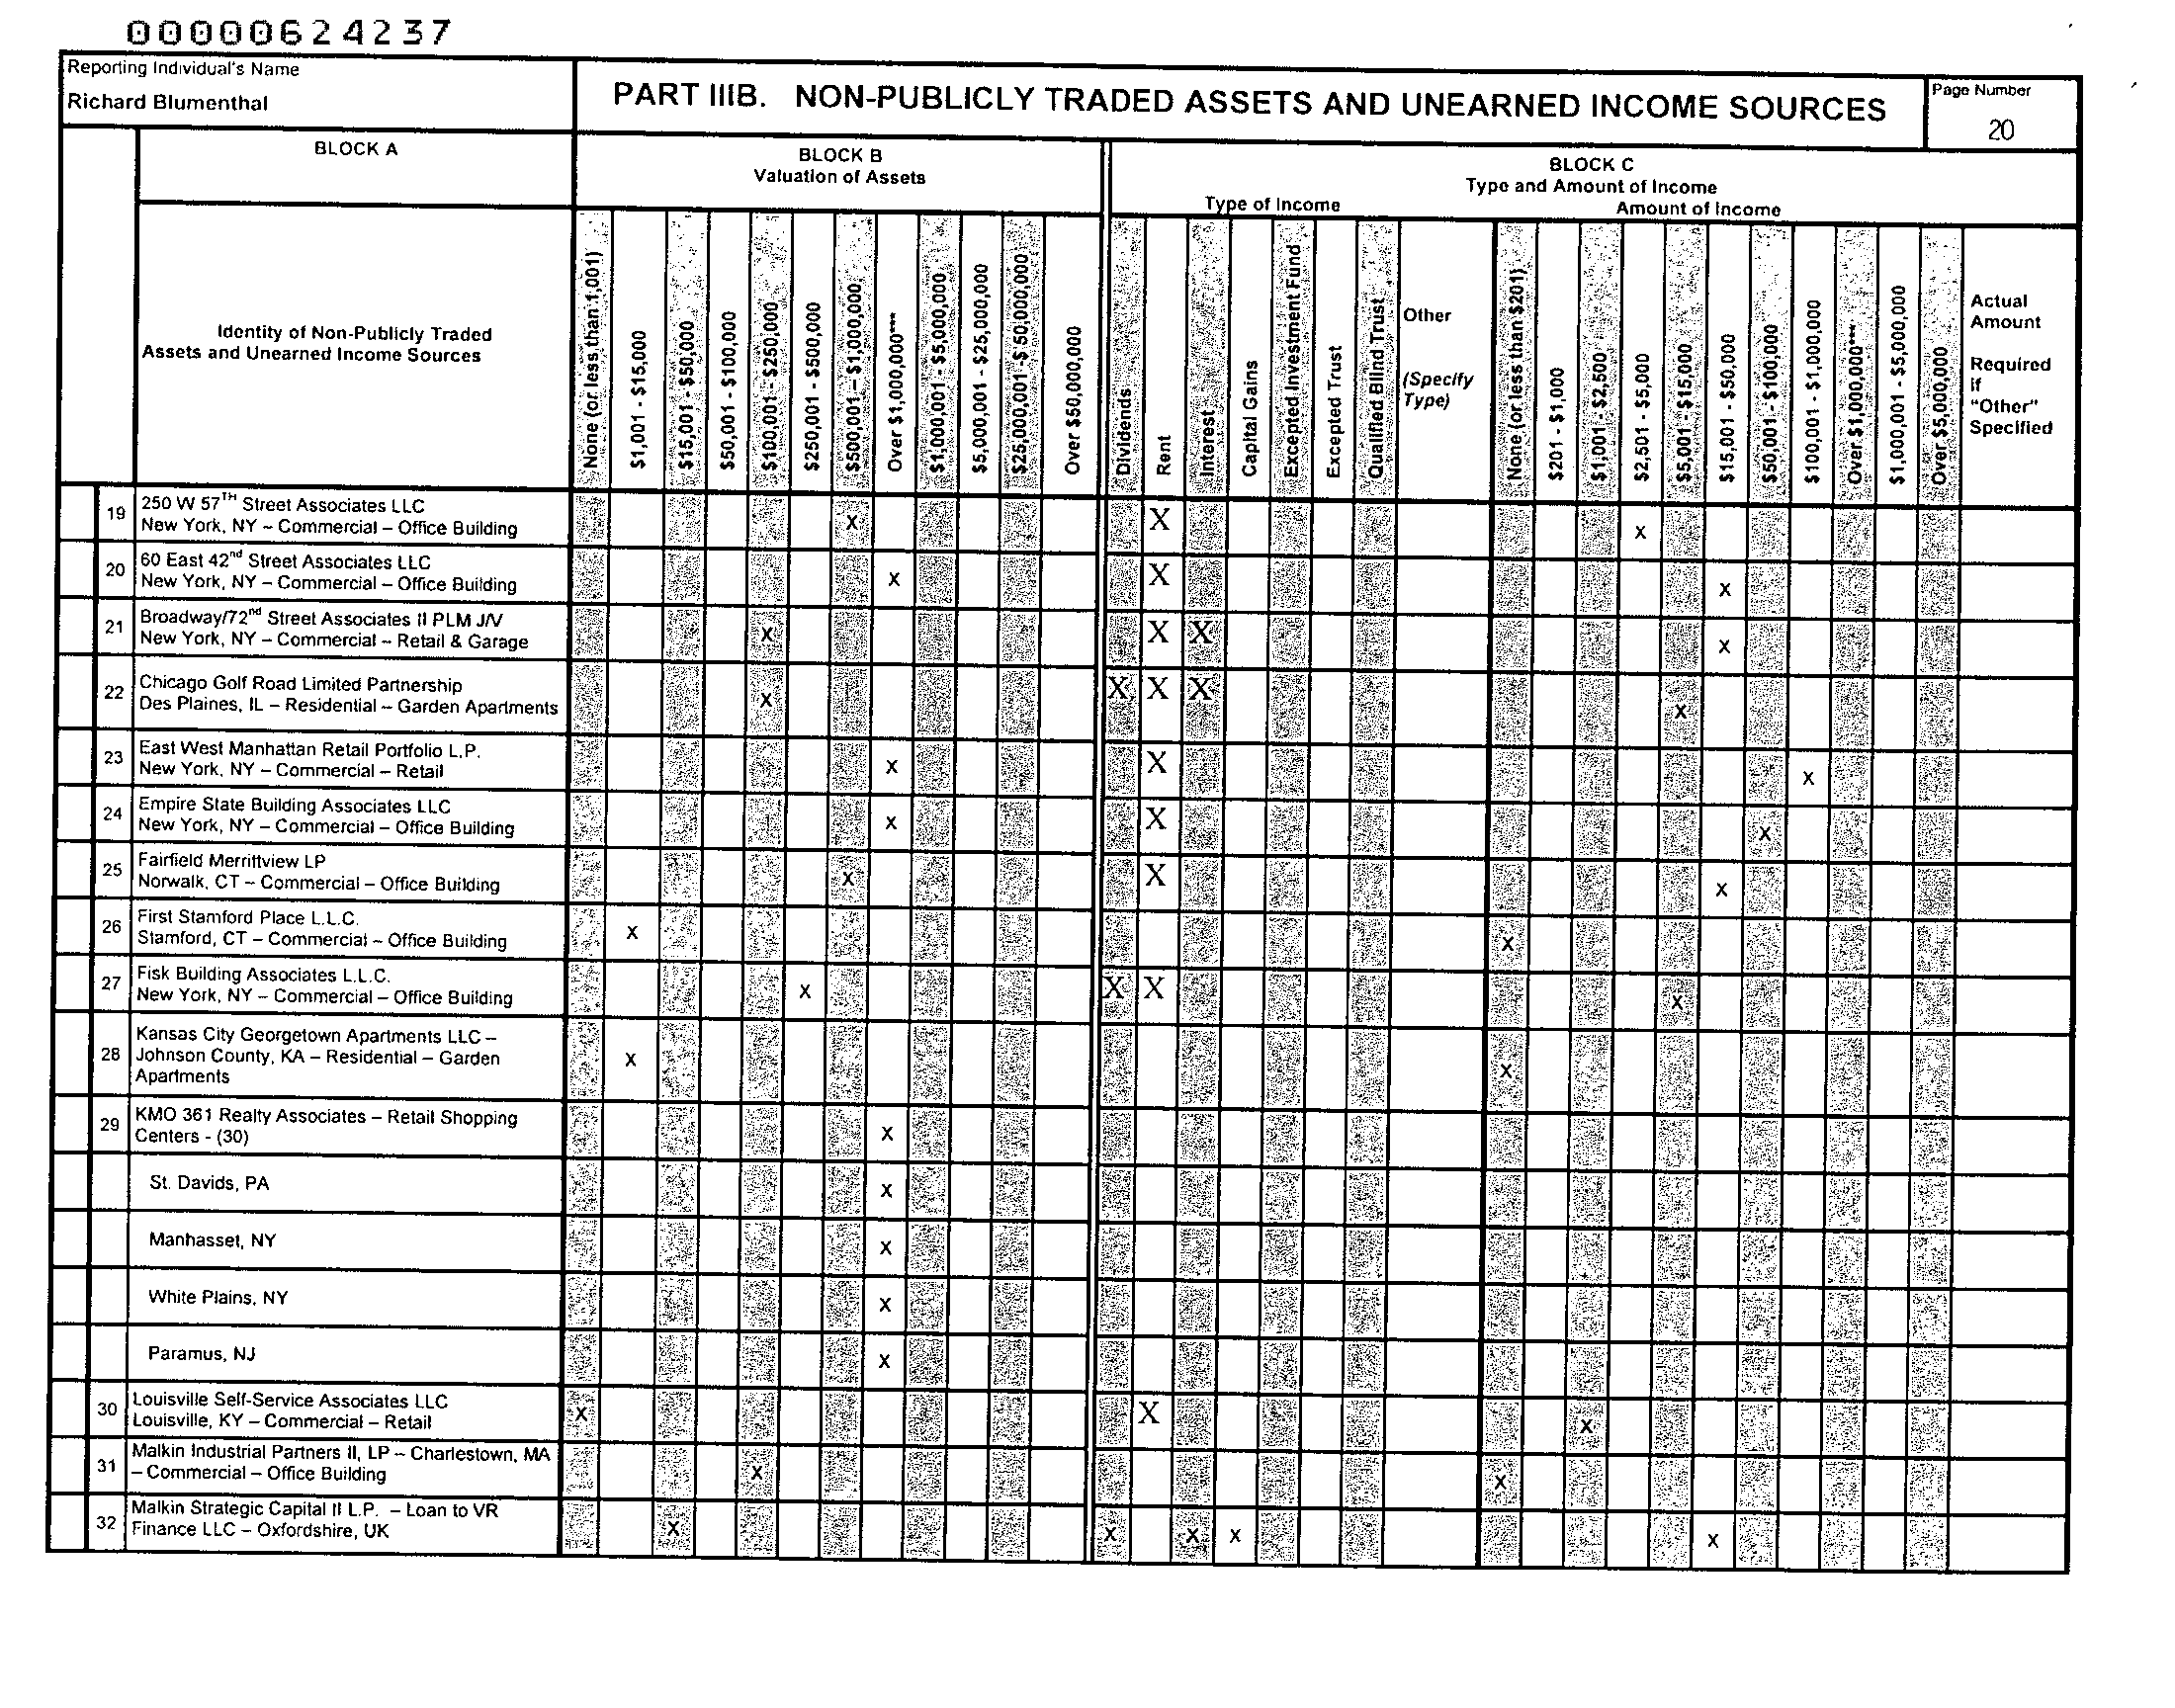 00000624237
Reporting Individual's Name
Richard Blumenthal
PART IIIB. NON-PUBLICLY TRADED ASSETS AND UNEARNED INCOME SOURCES
Page Number
20
BLOCK A
BLOCK B
Valuation of Assets
BLOCK C
Type and Amount of Income
Type of Income
Amount of Income
Identity of Non-Publicly Traded
Assets and Unearned Income Sources
None (or less than 1,001)
$1,001 - $15,000
$15,001 - $50,000
$50,001 - $100,000
$100,001 - $250,000
$250,001 - $500,000
$500,001 – $1,000,000
Over $1,000,000***
$1,000,001 - $5,000,000
$5,000,001 - $25,000,000
$25,000,001 - $ 50,000,000
Over $50,000,000
Dividends
Rent
Interest
Capital Gains
Excepted Investment Fund
Excepted Trust
Qualified Blind Trust
Other
(Specify
Type)
None (or less than $201)
$201 - $1,000
$1,001 - $2,500
$2,501 - $5,000
$5,001 - $15,000
$15,001 - $50,000
$50,001 - $100,000
$100,001 - $1,000,000
Over $1,000,000***
$1,000,001 - $5,000,000
Over $5,000,000
Actual
Amount
Required
if
"Other"
Specified
19 250 W 57TH Street Associates LLC
New York, NY – Commercial – Office Building X X X
20 60 East 42nd Street Associates LLC
New York, NY – Commercial – Office Building X X X
21 Broadway/72nd Street Associates II PLM J/V
New York, NY – Commercial – Retail & Garage X X X X
22 Chicago Golf Road Limited Partnership
Des Plaines, IL – Residential – Garden Apartments X X X X X
23 East West Manhattan Retail Portfolio L.P.
New York, NY – Commercial – Retail X X X
24 Empire State Building Associates LLC
New York, NY – Commercial – Office Building X X X
25 Fairfield Merrittview LP
Norwalk, CT – Commercial – Office Building X X X
26 First Stamford Place L.L.C.
Stamford, CT – Commercial – Office Building X X
27 Fisk Building Associates L.L.C.
New York, NY – Commercial – Office Building X X X X
28 Kansas City Georgetown Apartments LLC –
Johnson County, KA – Residential – Garden
Apartments X X
29 KMO 361 Realty Associates – Retail Shopping
Centers - (30) X
St. Davids, PA X
Manhasset, NY X
White Plains, NY X
Paramus, NJ X
30 Louisville Self-Service Associates LLC
Louisville, KY – Commercial – Retail X X X
31 Malkin Industrial Partners II, LP – Charlestown, MA
– Commercial – Office Building X X
32 Malkin Strategic Capital II L.P. – Loan to VR
Finance LLC – Oxfordshire, UK X X X X X